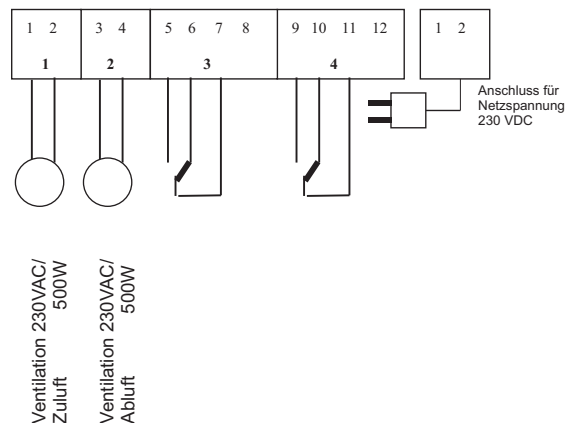 1 2 3 4 5 6 7 8 9 10 11 12 1 2
1 2 3 4
Anschluss für
Netzspannung
230 VDC
Ventilation 230VAC/
500W
Zuluft
Ventilation 230VAC/
500W
Abluft